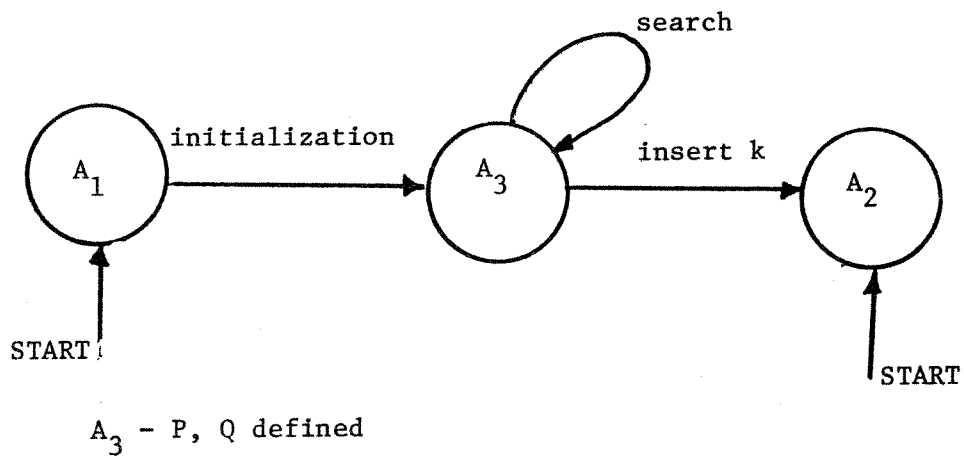 search
initialization
insert k
A1
A3
A2
START
START
A3 - P, Q defined